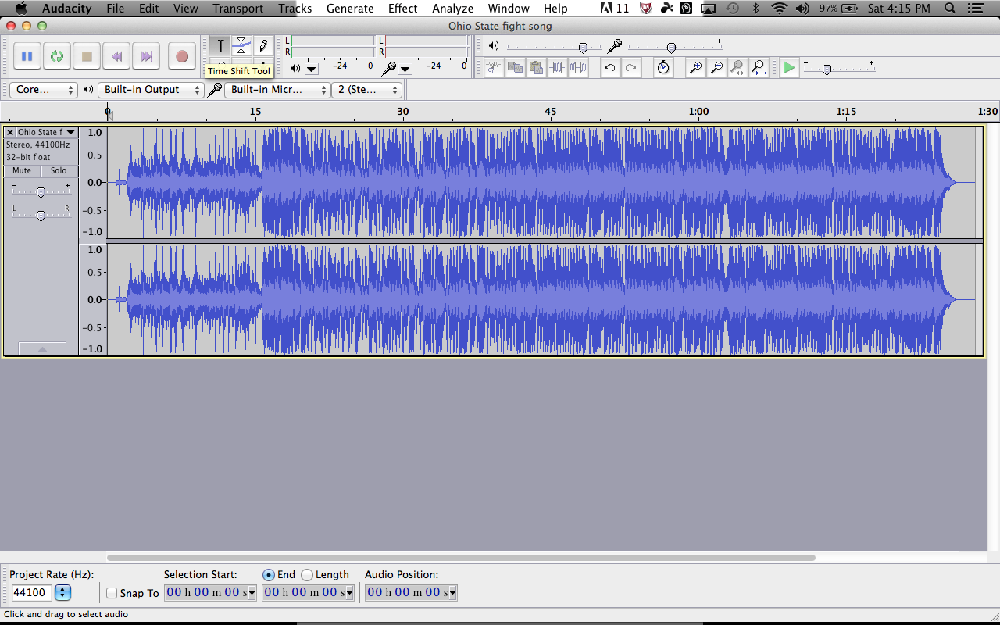 Audacity File Edit View Transport Tracks Generate Effect Analyze Window Help 11 97% Sat 4:15 PM
Ohio State fight song
L R -24 0 L R -24 0
- + - +
Time Shift Tool
- +
Core... Built-in Output Built-in Micr... 2 (Ste...
0 15 30 45 1:00 1:15 1:30
Ohio State f
Stereo, 44100Hz
32-bit float
Mute Solo
- +
L R
1.0
0.5-
0.0-
-0.5-
-1.0
1.0
0.5-
0.0-
-0.5-
-1.0
Project Rate (Hz): Selection Start: End Length Audio Position:
44100 Snap To 00 h 00 m 00 s 00 h 00 m 00 s 00 h 00 m 00 s
Click and drag to select audio